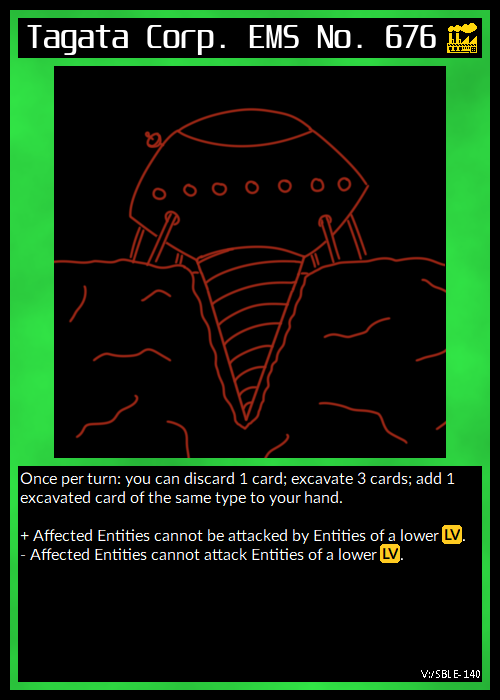 Tagata Corp. EMS No. 676
Once per turn: you can discard 1 card; excavate 3 cards; add 1
excavated card of the same type to your hand.
+ Affected Entities cannot be attacked by Entities of a lower LV.
- Affected Entities cannot attack Entities of a lower LV.
V:/SBLE-140